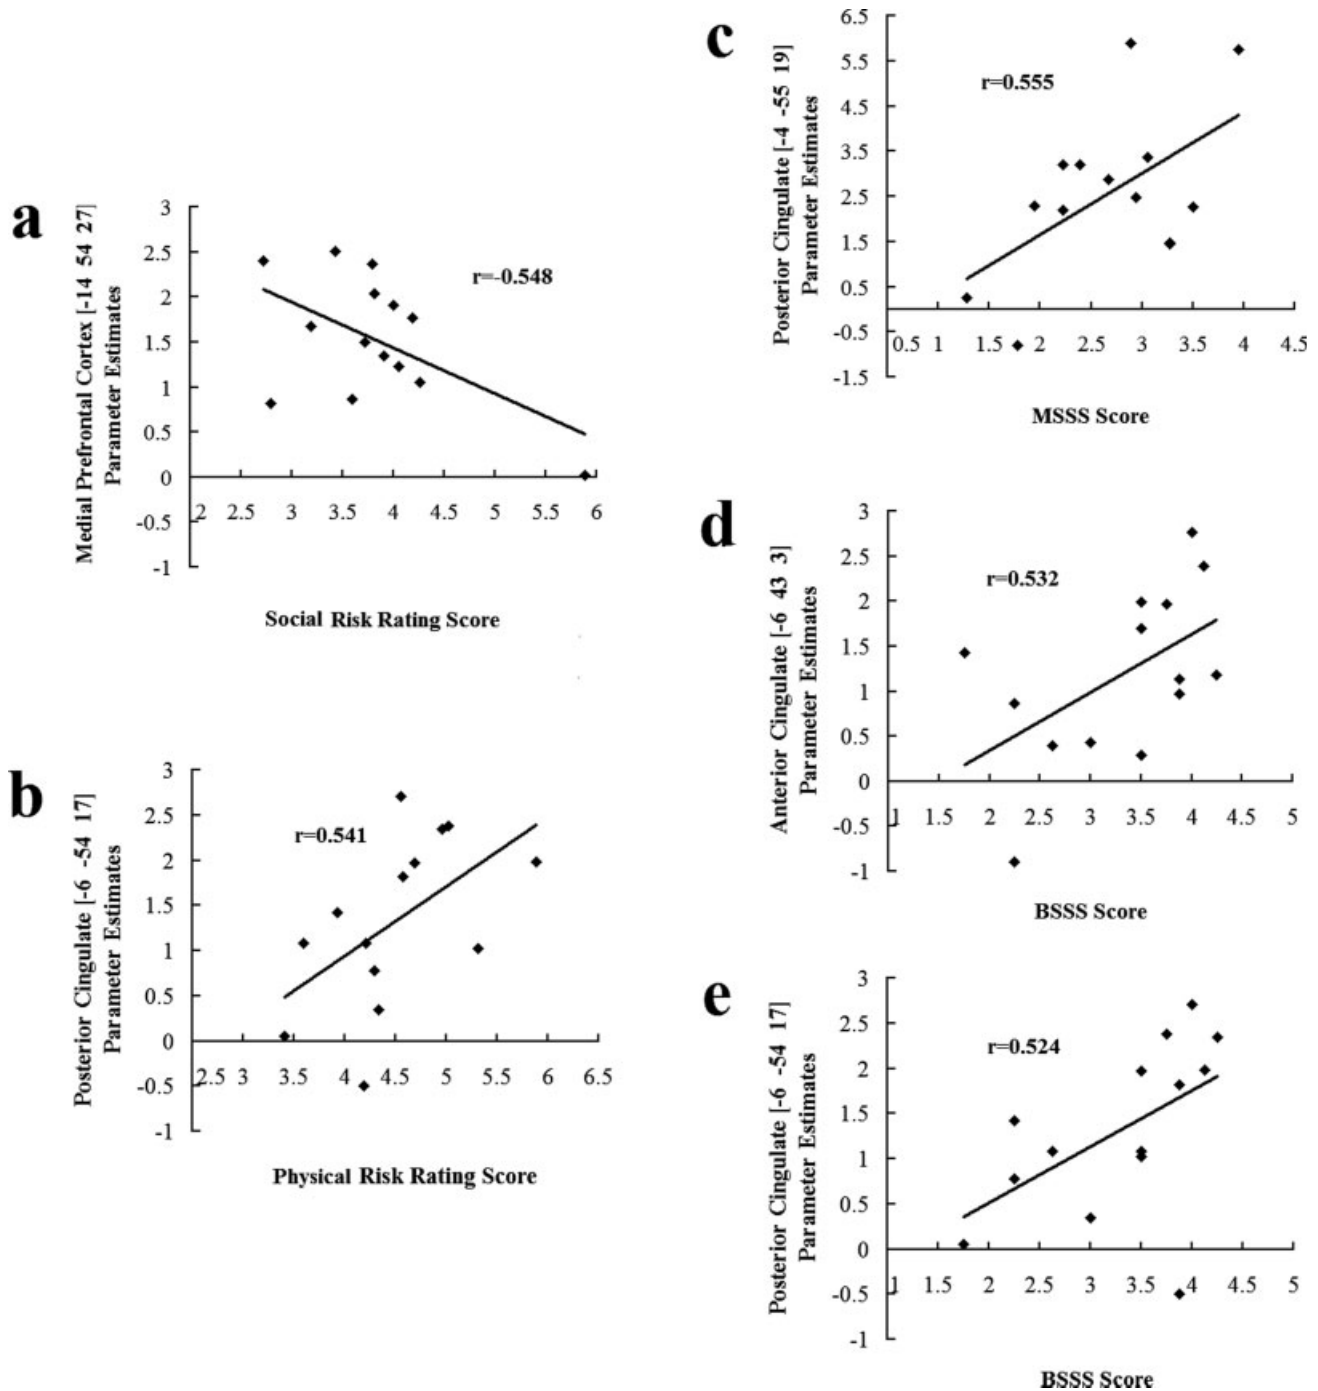 a
Medial Prefrontal Cortex [-14 54 27]
Parameter Estimates
3
2.5
2
1.5
1
0.5
0
-0.5
-1
r=-0.548
2 2.5 3 3.5 4 4.5 5 5.5 6
Social Risk Rating Score
b
Posterior Cingulate [-6 -54 17]
Parameter Estimates
3
2.5
2
1.5
1
0.5
0
-0.5
-1
r=0.541
2.5 3 3.5 4 4.5 5 5.5 6 6.5
Physical Risk Rating Score
c
Posterior Cingulate [-4 -55 19]
Parameter Estimates
6.5
5.5
4.5
3.5
2.5
1.5
0.5
-0.5
-1.5
r=0.555
0.5 1 1.5 2 2.5 3 3.5 4 4.5
MSSS Score
d
Anterior Cingulate [-6 43 3]
Parameter Estimates
3
2.5
2
1.5
1
0.5
0
-0.5
-1
r=0.532
1 1.5 2 2.5 3 3.5 4 4.5 5
BSSS Score
e
Posterior Cingulate [-6 -54 17]
Parameter Estimates
3
2.5
2
1.5
1
0.5
0
-0.5
-1
r=0.524
1 1.5 2 2.5 3 3.5 4 4.5 5
BSSS Score